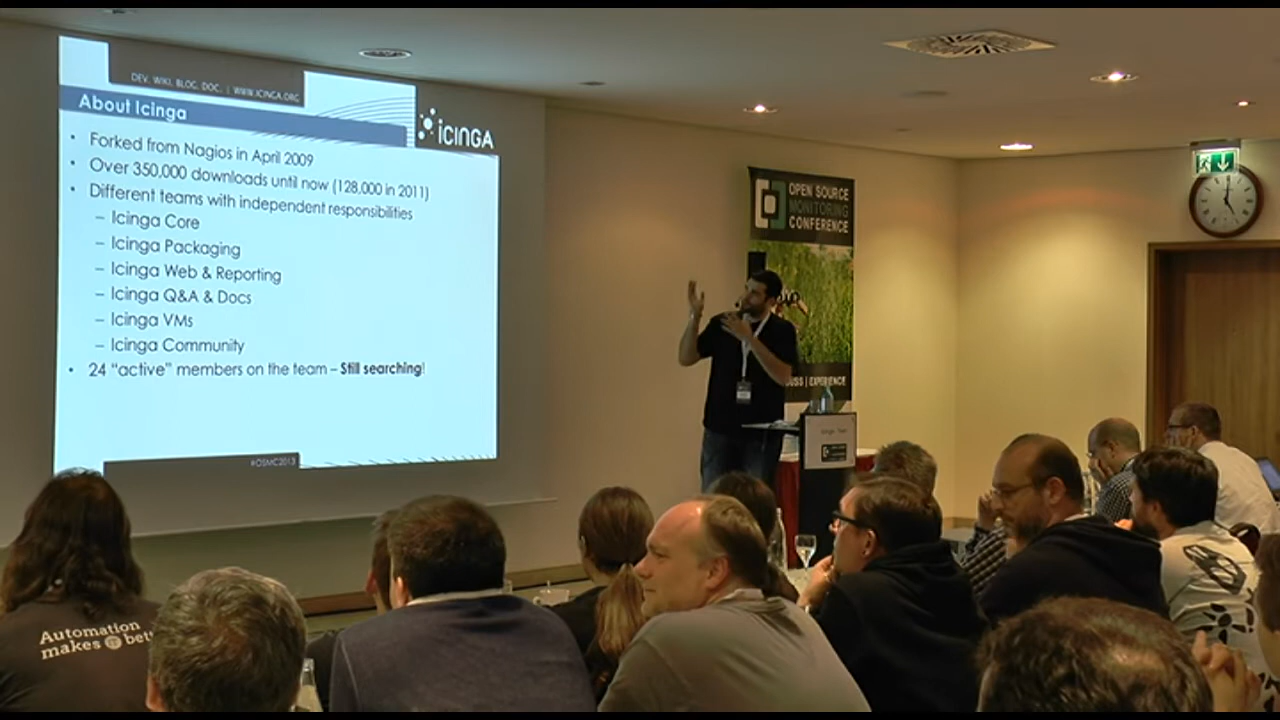 DEV. WIKI. BLOG. DOC. | WWW.ICINGA.ORG
About Icinga
ICINGA
• Forked from Nagios in April 2009
• Over 350,000 downloads until now (128,000 in 2011)
• Different teams with independent responsibilities
– Icinga Core
– Icinga Packaging
– Icinga Web & Reporting
– Icinga Q&A & Docs
– Icinga VMs
– Icinga Community
• 24 “active” members on the team – Still searching!
#OSMC2013
OPEN SOURCE
MONITORING
CONFERENCE
| EXPERIENCE
Automation
makes